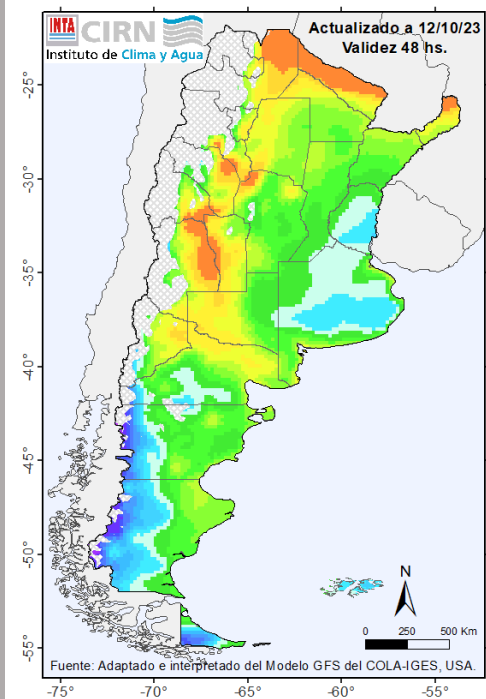 INTA CIRN
Instituto de Clima y Agua
Actualizado a 12/10/23
Validez 48 hs.
-25°
-30°
-35°
-40°
-45°
-50°
-55°
N
0 250 500 Km
Fuente: Adaptado e interpretado del Modelo GFS del COLA-IGES, USA.
-75° -70° -65° -60° -55°